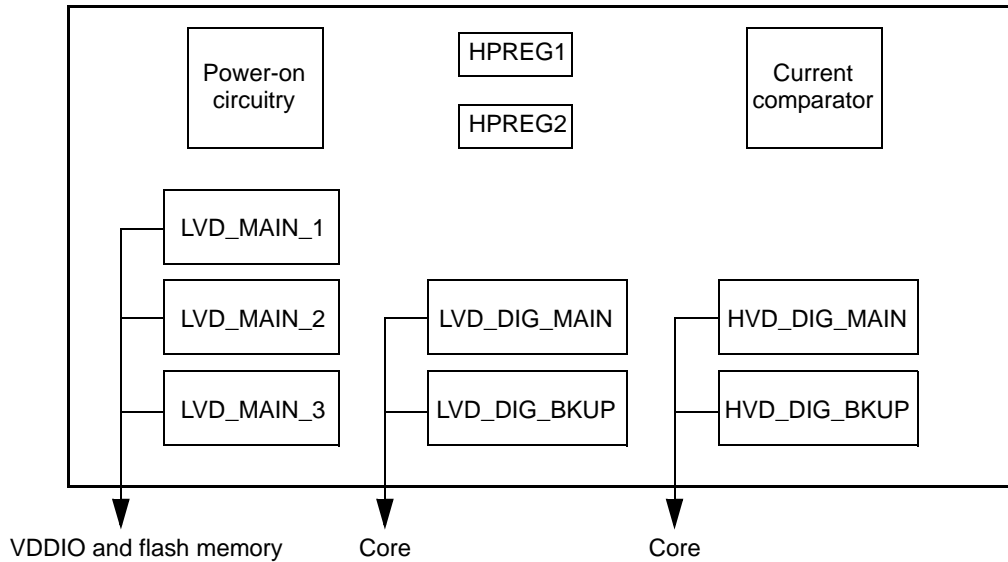 Power-on
circuitry
HPREG1
HPREG2
Current
comparator
LVD_MAIN_1
LVD_MAIN_2
LVD_DIG_MAIN
HVD_DIG_MAIN
LVD_MAIN_3
LVD_DIG_BKUP
HVD_DIG_BKUP
VDDIO and flash memory
Core
Core